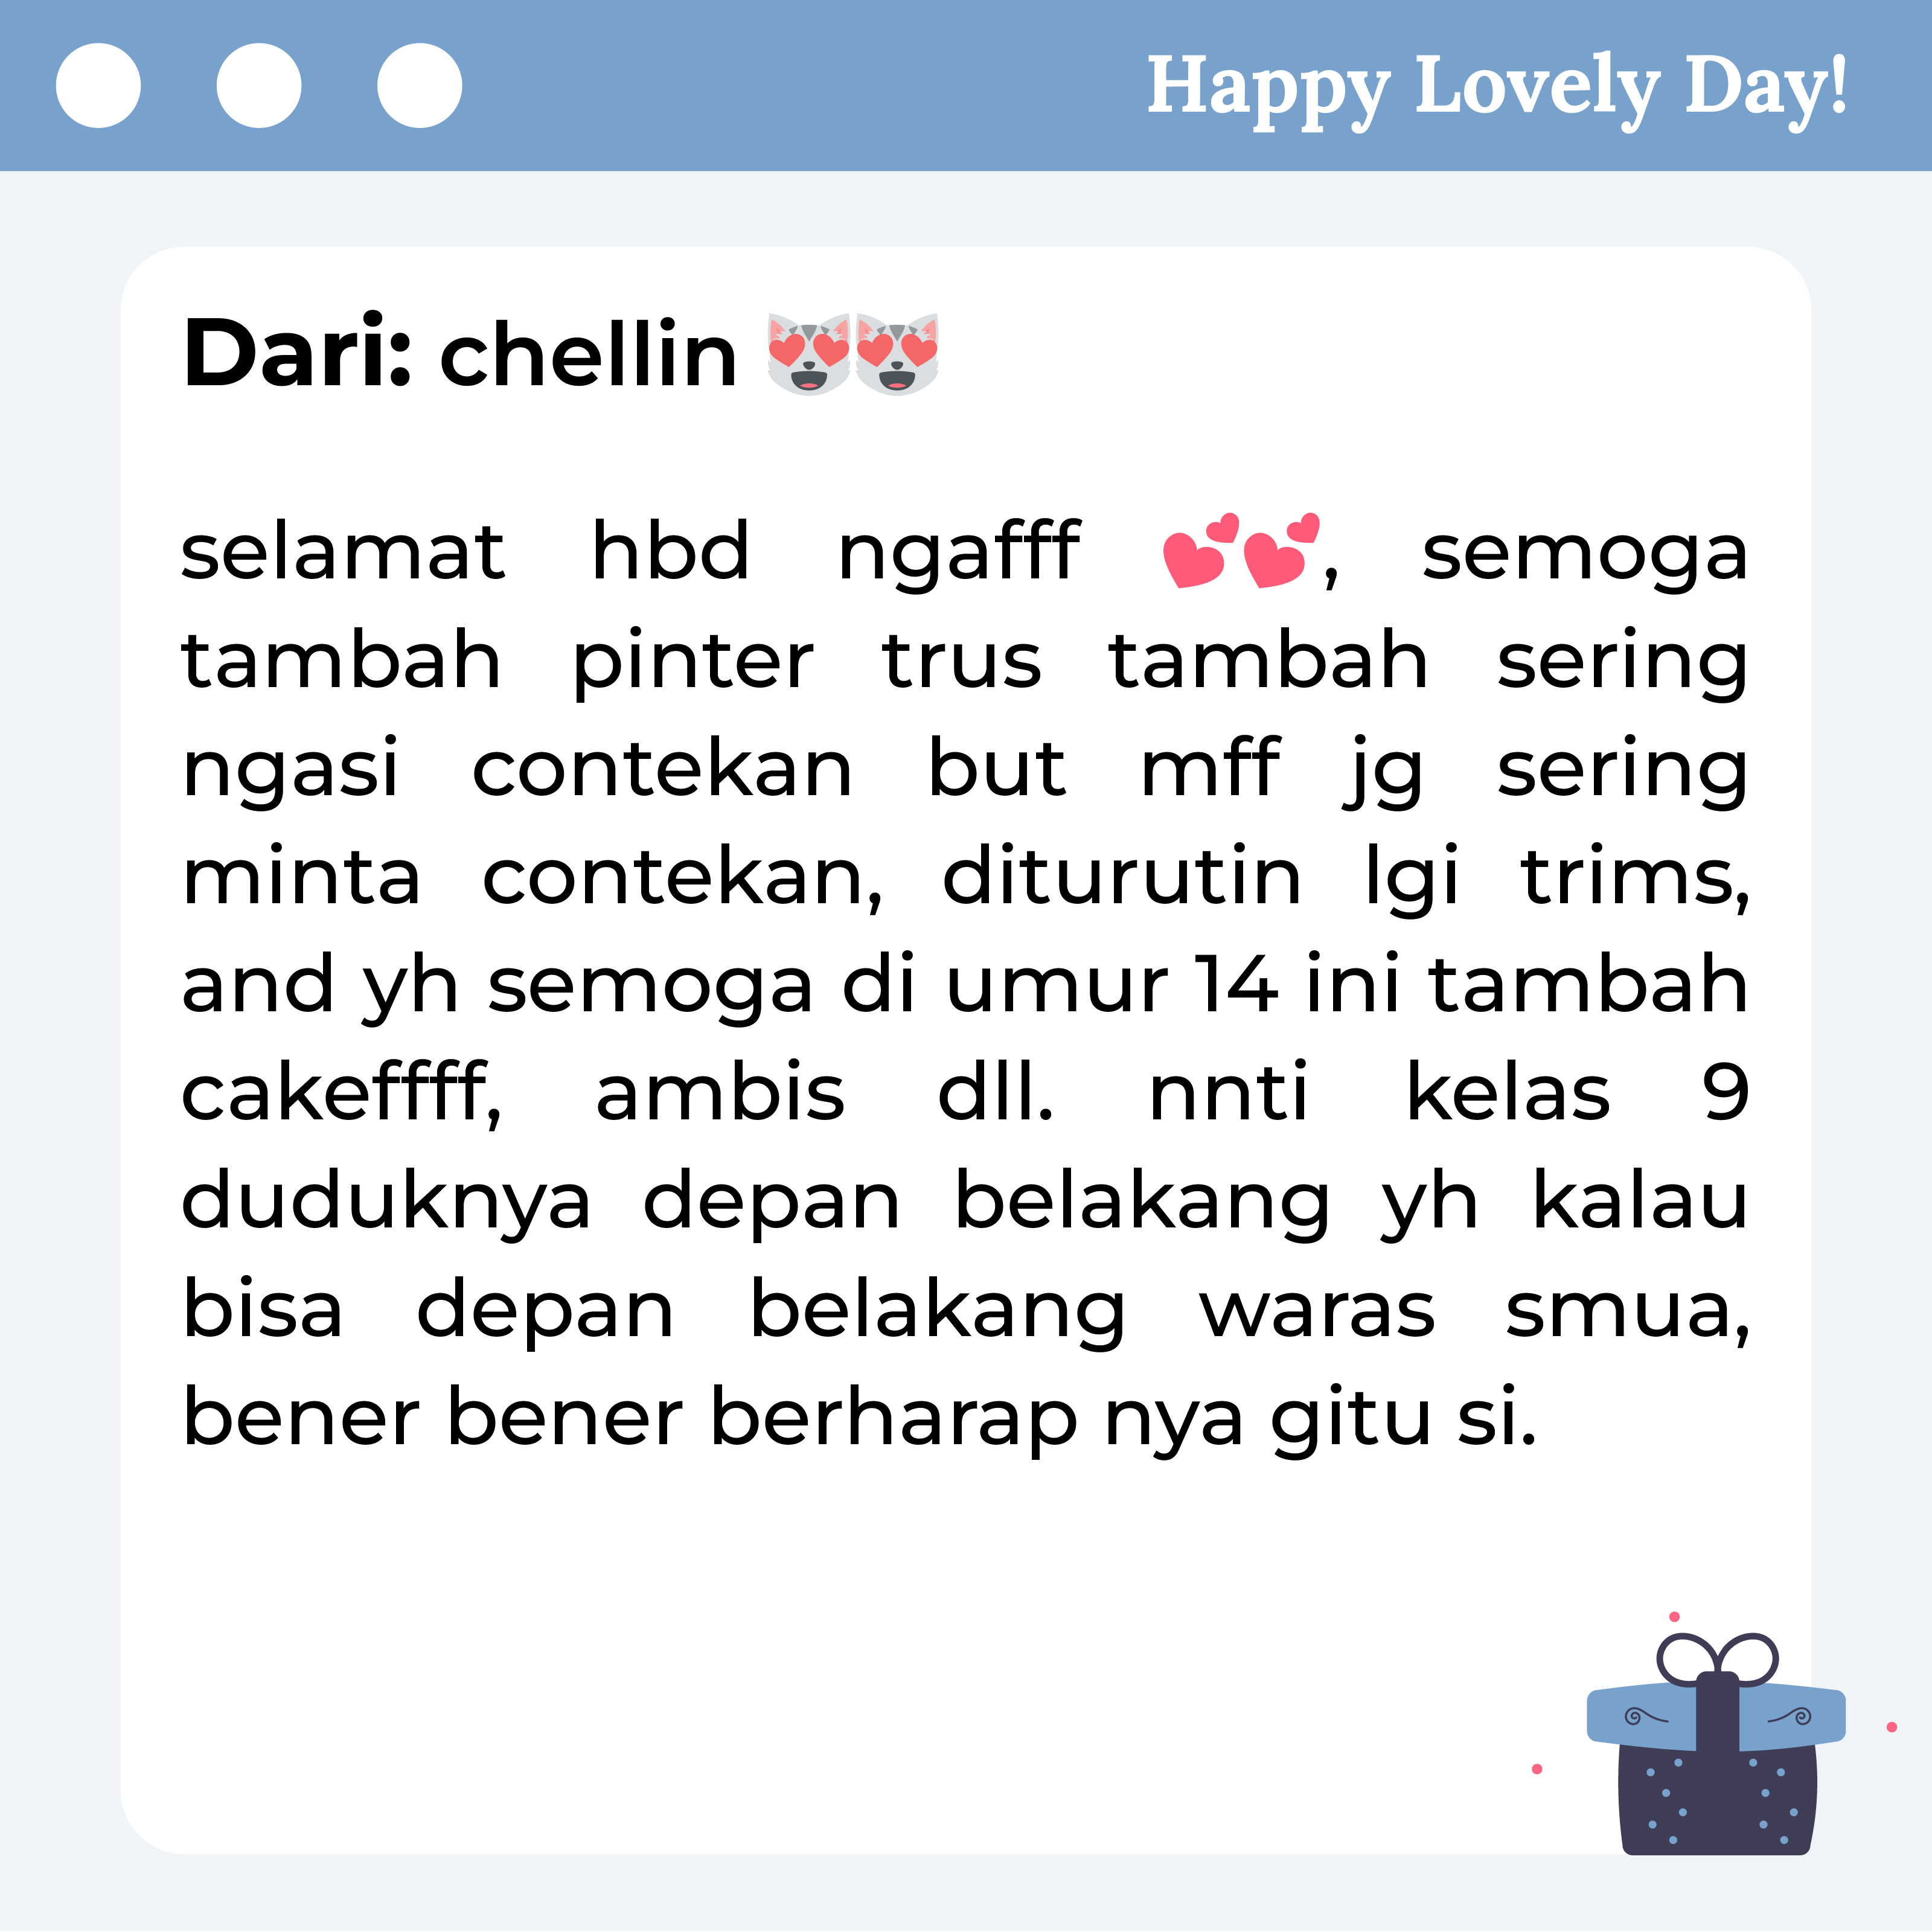 Happy Lovely Day!
Dari: chellin 😻😻
selamat hbd ngafff 💕💕, semoga
tambah pinter trus tambah sering
ngasi contekan but mff jg sering
minta contekan, diturutin lgi trims,
and yh semoga di umur 14 ini tambah
cakeffff, ambis dll. nnti kelas 9
duduknya depan belakang yh kalau
bisa depan belakang waras smua,
bener bener berharap nya gitu si.